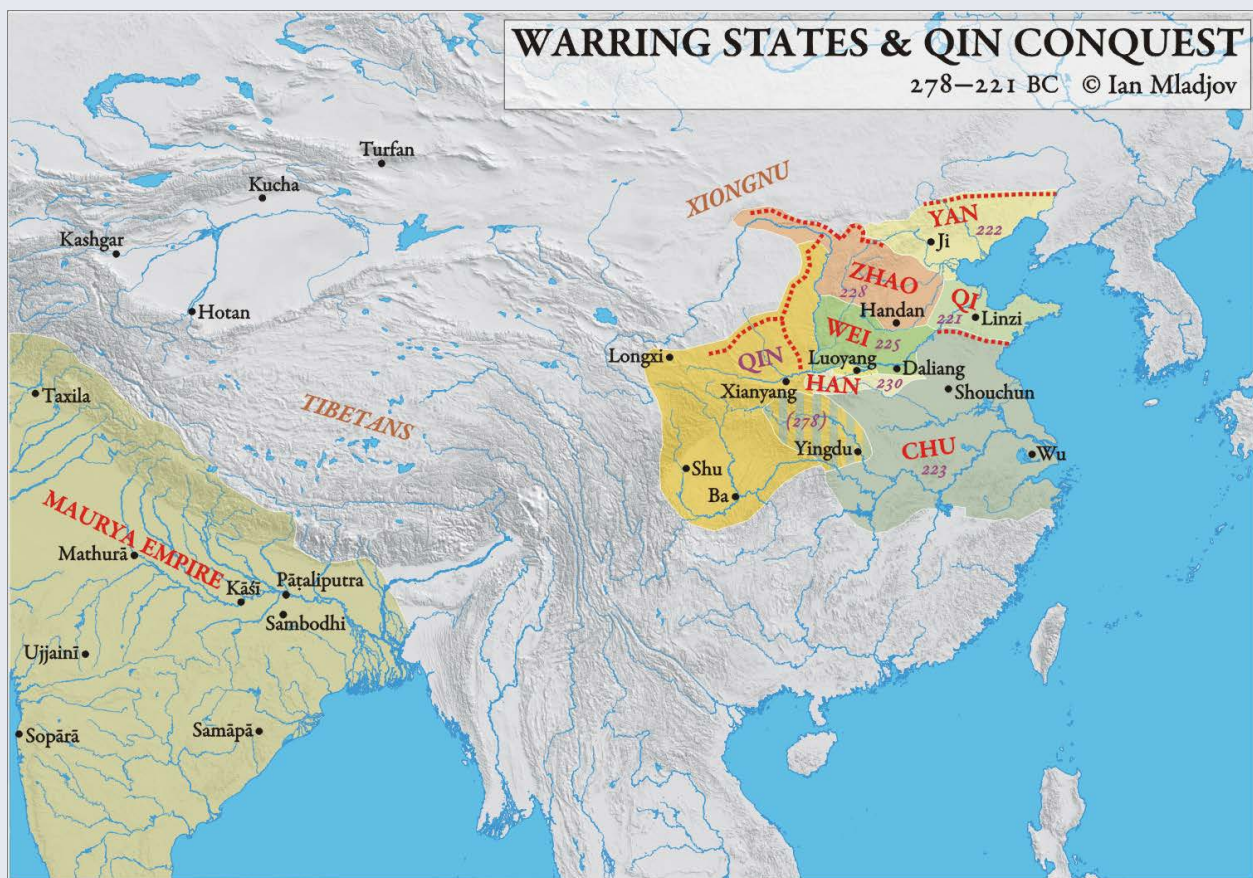 WARRING STATES & QIN CONQUEST
278–221 BC © Ian Mladjov
Turfan
Kucha
Kashgar
Hotan
XIONGNU
YAN
222
Ji
ZHAO
228
Handan
QI
221
Linzi
WEI 225
Longxi
QIN
Luoyang
Daliang
Xianyang
HAN
230
Shouchun
(278)
Yingdu
CHU
223
Wu
Shu
Ba
TIBETANS
Taxila
MAURYA EMPIRE
Mathurā
Kāśī
Pāṭaliputra
Sambodhi
Ujjainī
Sopārā
Samāpā